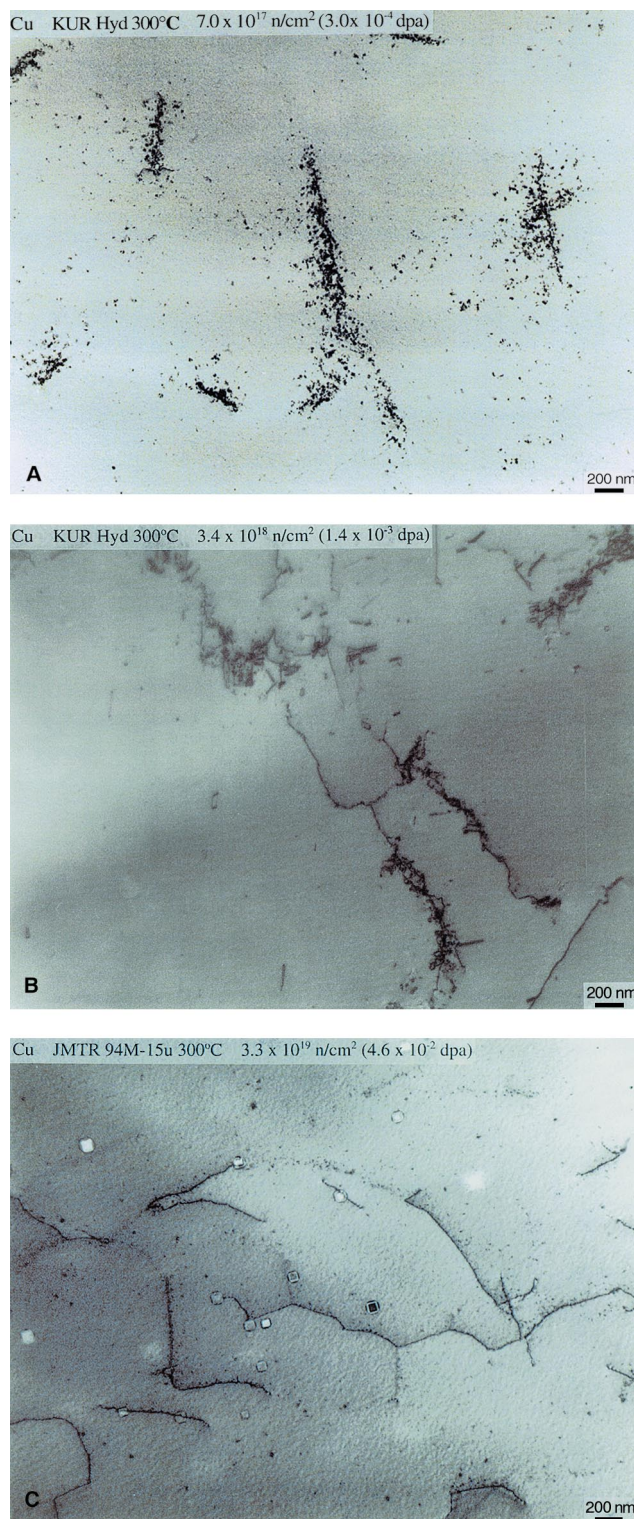 Cu KUR Hyd 300°C 7.0 x 10¹⁷ n/cm² (3.0x 10⁻⁴ dpa)
A
200 nm
Cu KUR Hyd 300ºC 3.4 x 10¹⁸ n/cm² (1.4 x 10⁻³ dpa)
B
200 nm
Cu JMTR 94M-15u 300ºC 3.3 x 10¹⁹ n/cm² (4.6 x 10⁻² dpa)
C
200 nm